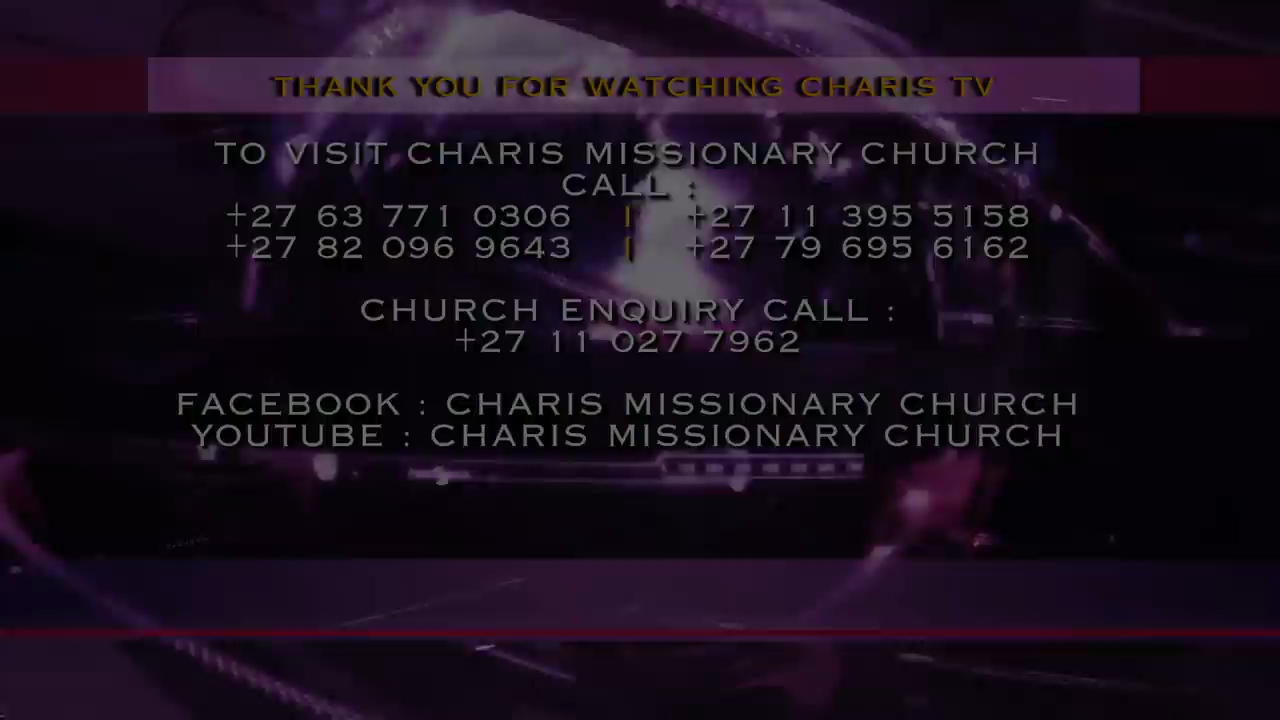 THANK YOU FOR WATCHING CHARIS TV
TO VISIT CHARIS MISSIONARY CHURCH
CALL :
+27 63 771 0306 | +27 11 395 5158
+27 82 096 9643 | +27 79 695 6162
CHURCH ENQUIRY CALL :
+27 11 027 7962
FACEBOOK : CHARIS MISSIONARY CHURCH
YOUTUBE : CHARIS MISSIONARY CHURCH